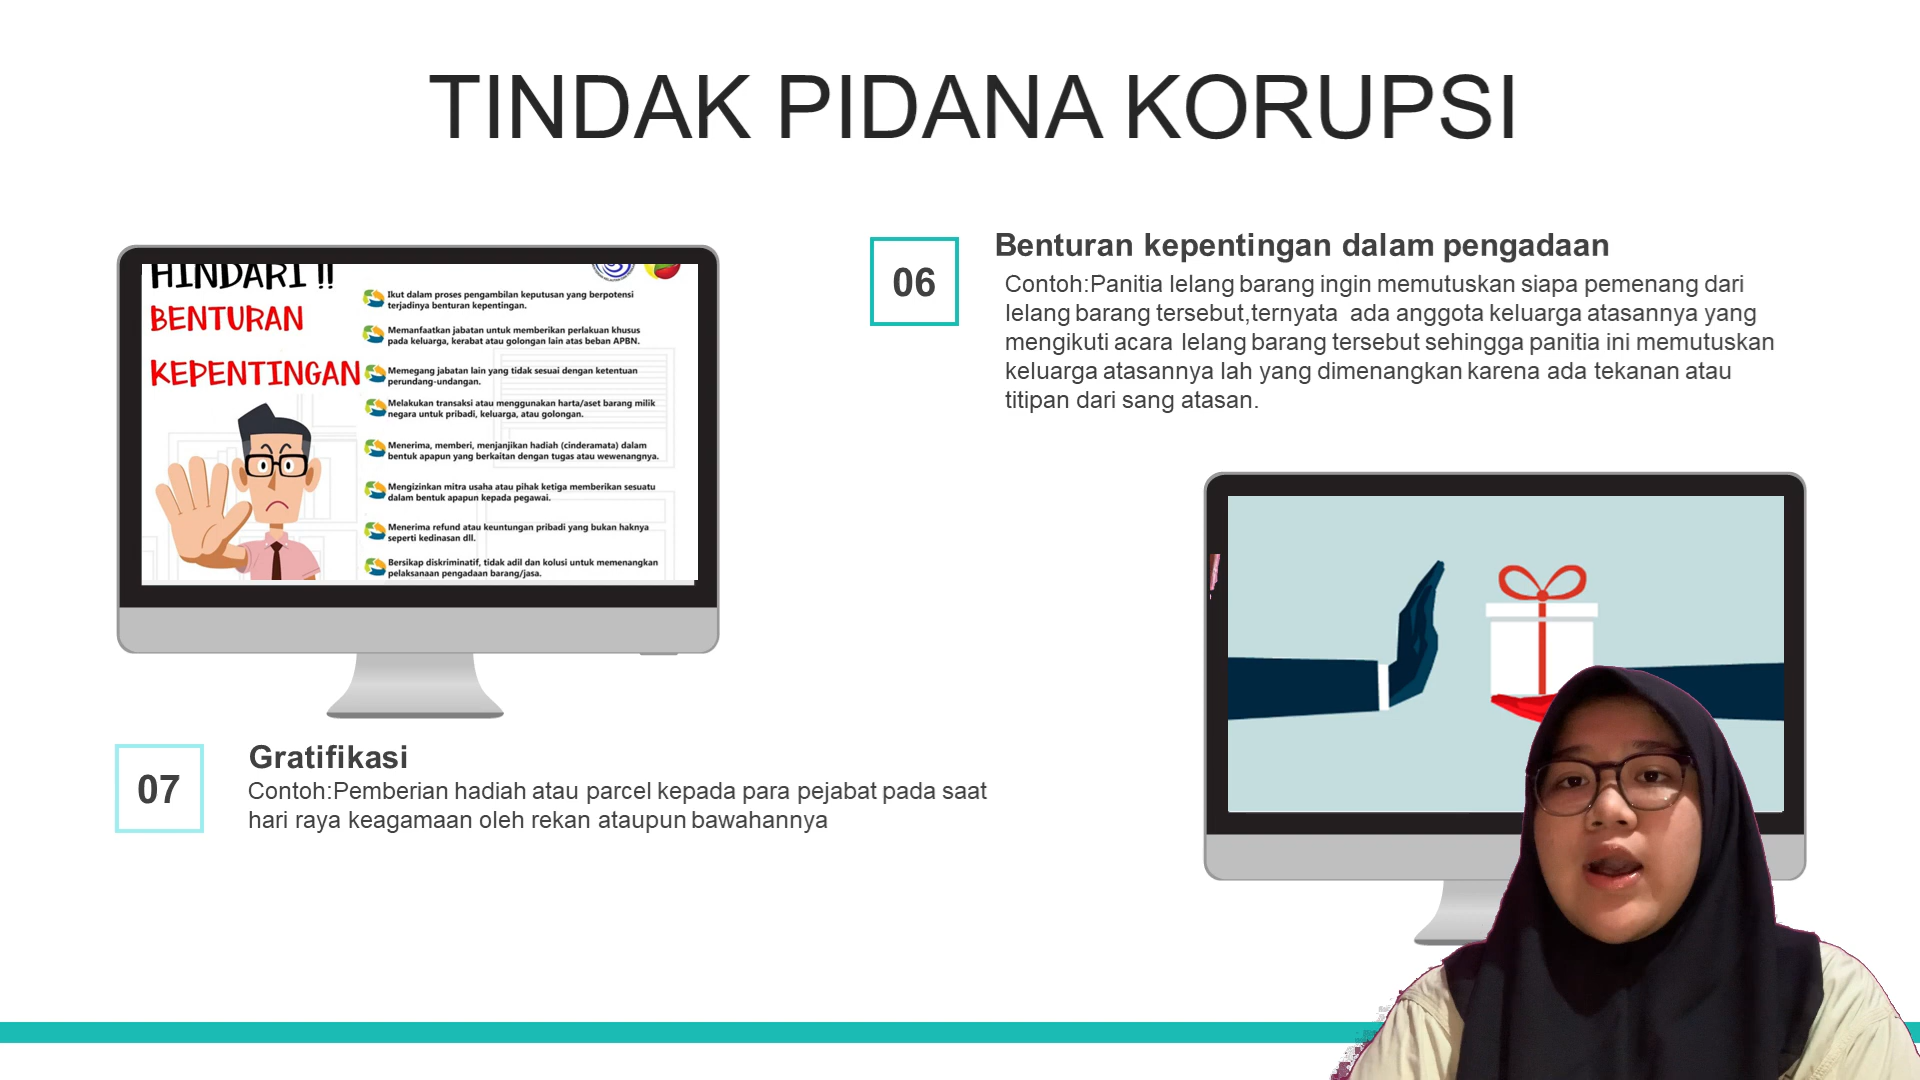 TINDAK PIDANA KORUPSI
HINDARI !!
BENTURAN
KEPENTINGAN
Ikut dalam proses pengambilan keputusan yang berpotensi
terjadinya benturan kepentingan.
Memanfaatkan jabatan untuk memberikan perlakuan khusus
pada keluarga, kerabat atau golongan lain atas beban APBN.
Memegang jabatan lain yang tidak sesuai dengan ketentuan
perundang-undangan.
Melakukan transaksi atau menggunakan harta/aset barang milik
negara untuk pribadi, keluarga, atau golongan.
Menerima, memberi, menjanjikan hadiah (cinderamata) dalam
bentuk apapun yang berkaitan dengan tugas atau wewenangnya.
Mengizinkan mitra usaha atau pihak ketiga memberikan sesuatu
dalam bentuk apapun kepada pegawai.
Menerima refund atau keuntungan pribadi yang bukan haknya
seperti kedinasan dll.
Bersikap diskriminatif, tidak adil dan kolusi untuk memenangkan
pelaksanaan pengadaan barang/jasa.
06
Benturan kepentingan dalam pengadaan
Contoh:Panitia lelang barang ingin memutuskan siapa pemenang dari
lelang barang tersebut,ternyata ada anggota keluarga atasannya yang
mengikuti acara lelang barang tersebut sehingga panitia ini memutuskan
keluarga atasannya lah yang dimenangkan karena ada tekanan atau
titipan dari sang atasan.
07
Gratifikasi
Contoh:Pemberian hadiah atau parcel kepada para pejabat pada saat
hari raya keagamaan oleh rekan ataupun bawahannya